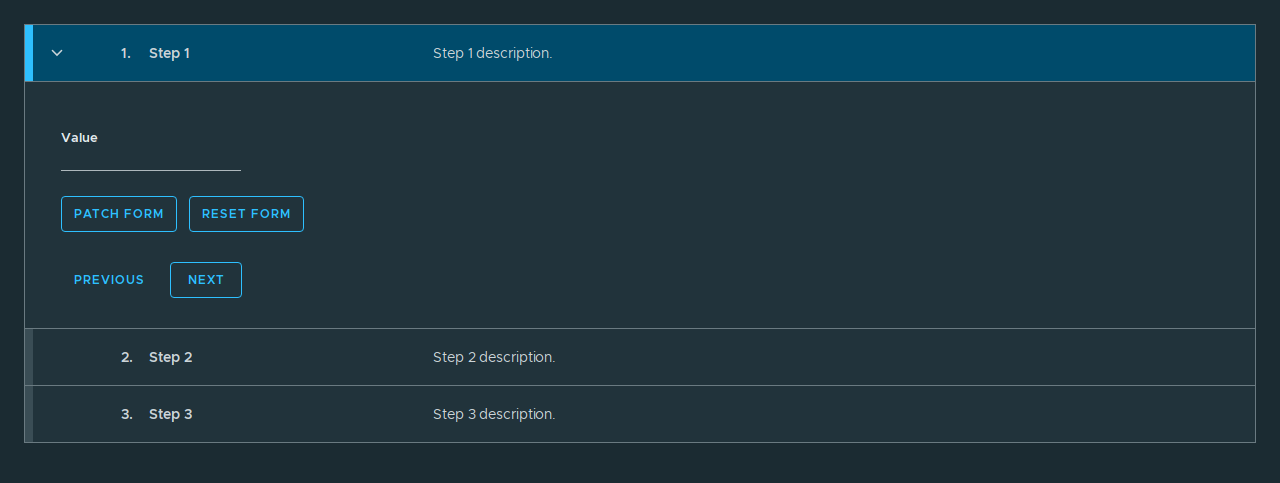 1. Step 1 Step 1 description.
Value
PATCH FORM RESET FORM
PREVIOUS NEXT
2. Step 2 Step 2 description.
3. Step 3 Step 3 description.